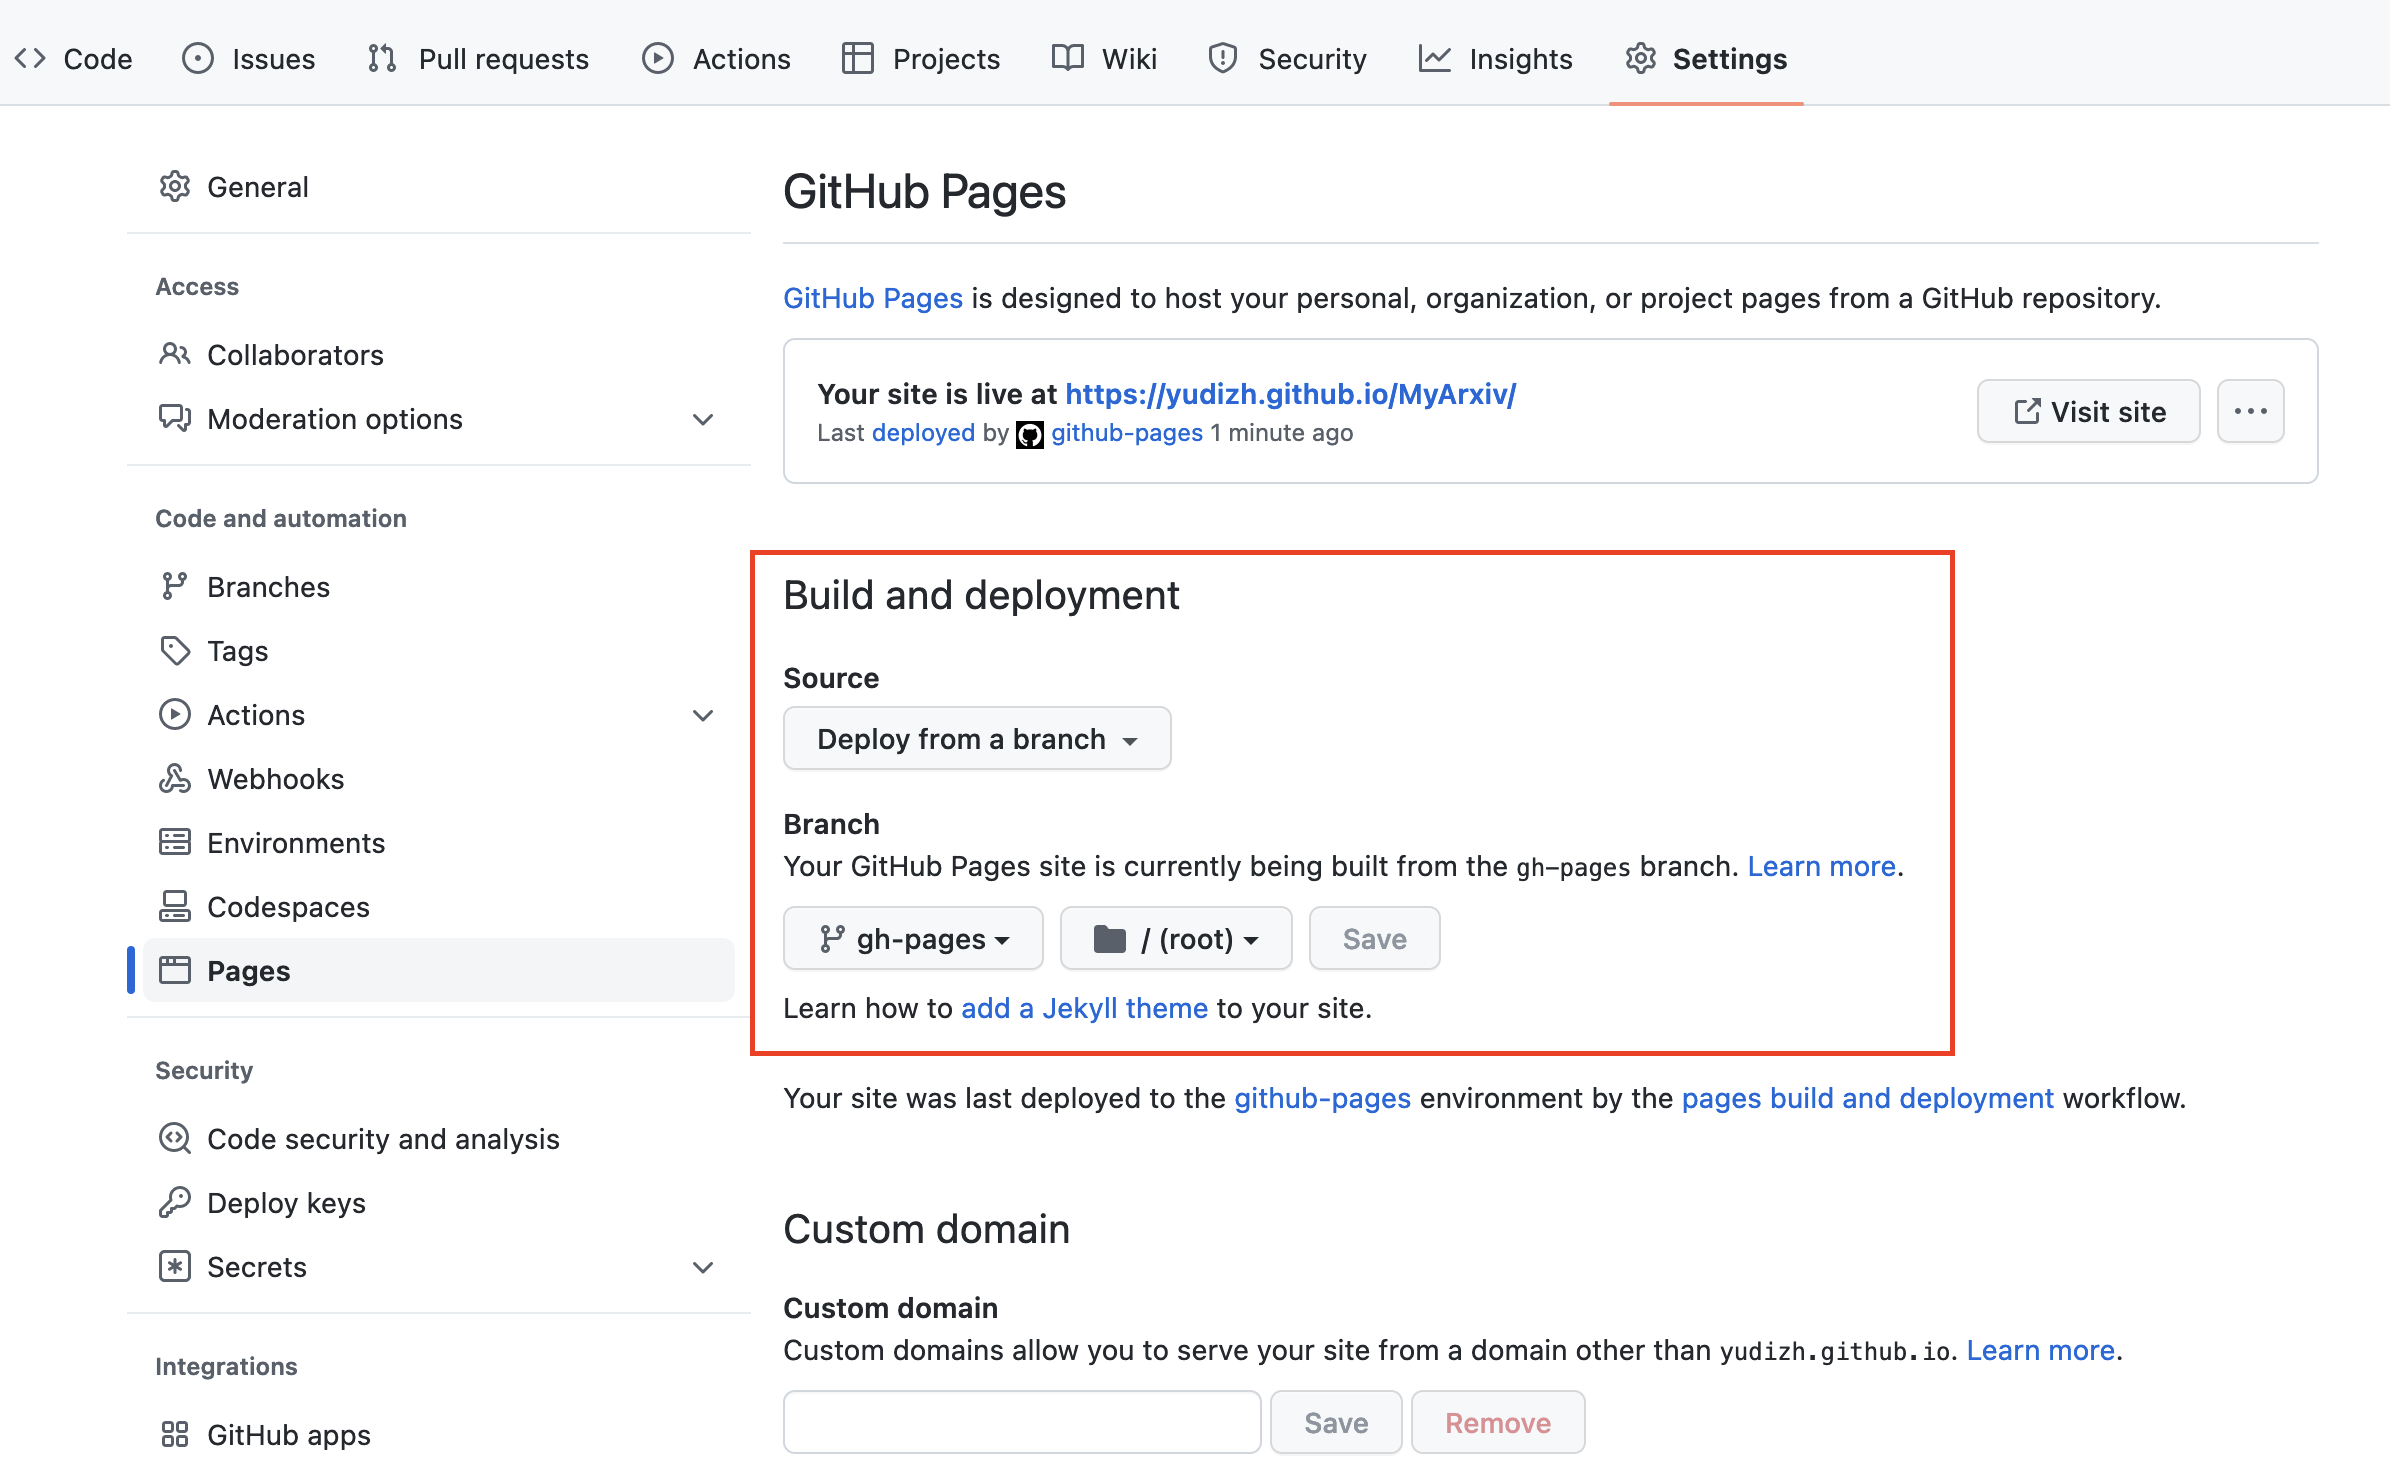 Code Issues Pull requests Actions Projects Wiki Security Insights Settings
General
Access
Collaborators
Moderation options
Code and automation
Branches
Tags
Actions
Webhooks
Environments
Codespaces
Pages
Security
Code security and analysis
Deploy keys
Secrets
Integrations
GitHub apps
GitHub Pages
GitHub Pages is designed to host your personal, organization, or project pages from a GitHub repository.
Your site is live at https://yudizh.github.io/MyArxiv/
Last deployed by github-pages 1 minute ago
Visit site
Build and deployment
Source
Deploy from a branch
Branch
Your GitHub Pages site is currently being built from the gh-pages branch. Learn more.
gh-pages / (root) Save
Learn how to add a Jekyll theme to your site.
Your site was last deployed to the github-pages environment by the pages build and deployment workflow.
Custom domain
Custom domain
Custom domains allow you to serve your site from a domain other than yudizh.github.io. Learn more.
Save Remove